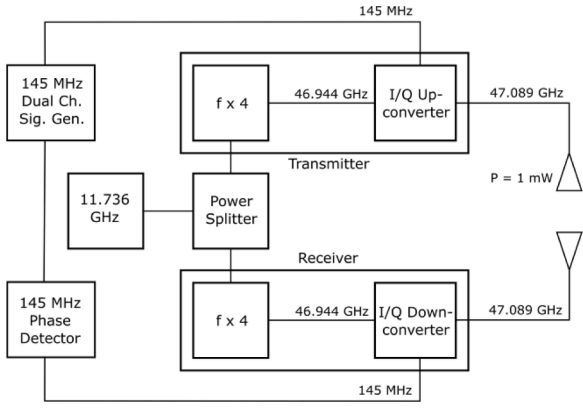 145 MHz
145 MHz
Dual Ch.
Sig. Gen.
f x 4
46.944 GHz
I/Q Up-
converter
47.089 GHz
Transmitter
P = 1 mW
11.736
GHz
Power
Splitter
Receiver
145 MHz
Phase
Detector
f x 4
46.944 GHz
I/Q Down-
converter
47.089 GHz
145 MHz